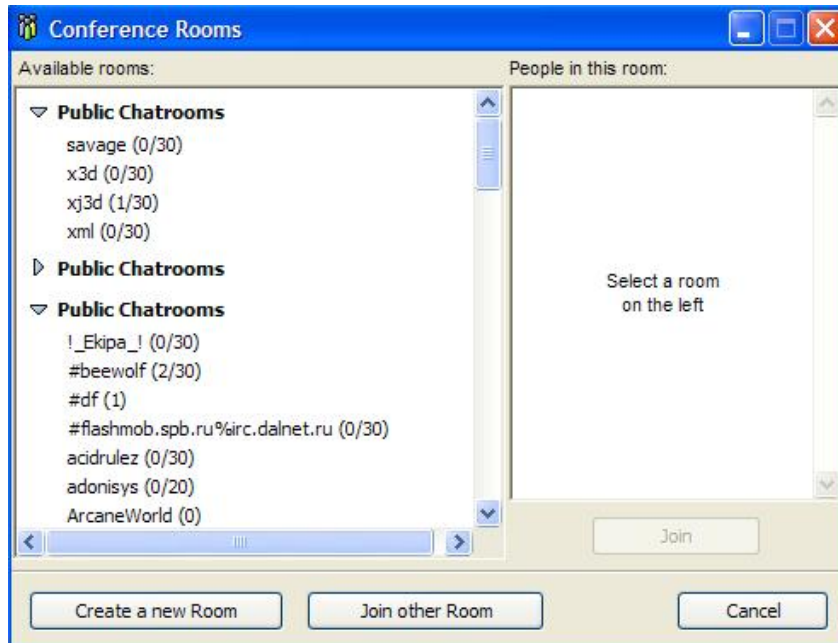 Conference Rooms
Available rooms:
People in this room:
Public Chatrooms
savage (0/30)
x3d (0/30)
xj3d (1/30)
xml (0/30)
Public Chatrooms
Public Chatrooms
!_Ekipa_! (0/30)
#beewolf (2/30)
#df (1)
#flashmob.spb.ru%irc.dalnet.ru (0/30)
acidrulez (0/30)
adonisys (0/20)
ArcaneWorld (0)
Select a room
on the left
Join
Create a new Room
Join other Room
Cancel